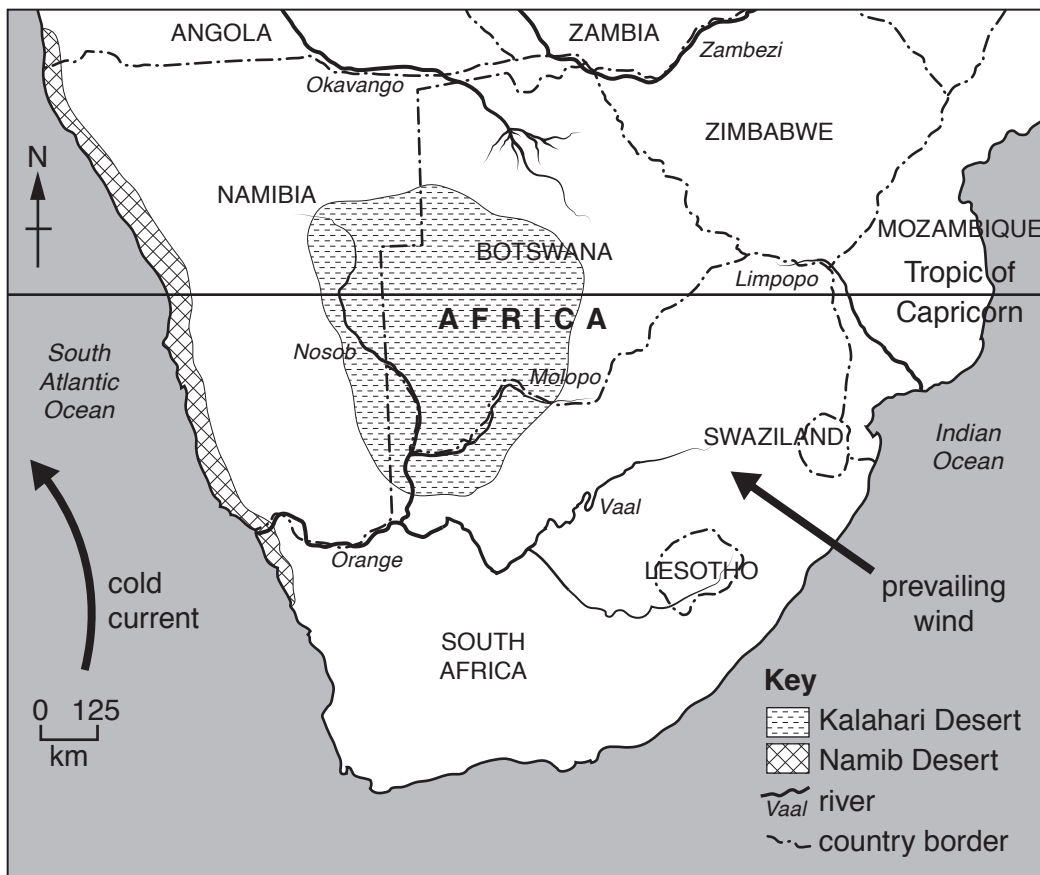 ANGOLA
ZAMBIA
Zambezi
Okavango
ZIMBABWE
N
NAMIBIA
MOZAMBIQUE
BOTSWANA
Limpopo
Tropic of
Capricorn
AFRICA
Nosob
South
Atlantic
Ocean
Molopo
SWAZILAND
Indian
Ocean
Vaal
Orange
LESOTHO
cold
current
prevailing
wind
SOUTH
AFRICA
0 125
km
Key
Kalahari Desert
Namib Desert
Vaal river
country border